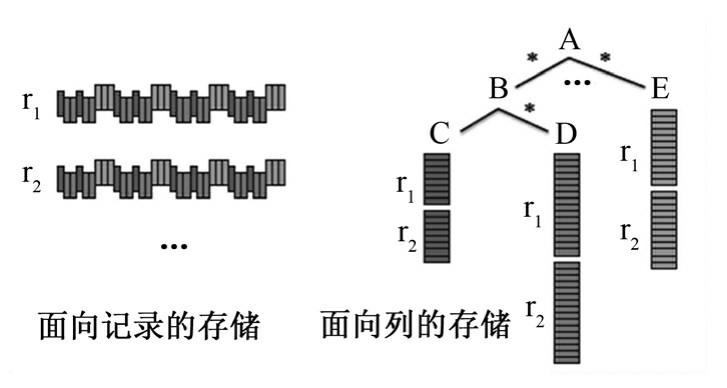 r1
r2
...
面向记录的存储
A
* *
B ... E
*
C D
r1 r1 r1
r2 r2 r2
面向列的存储